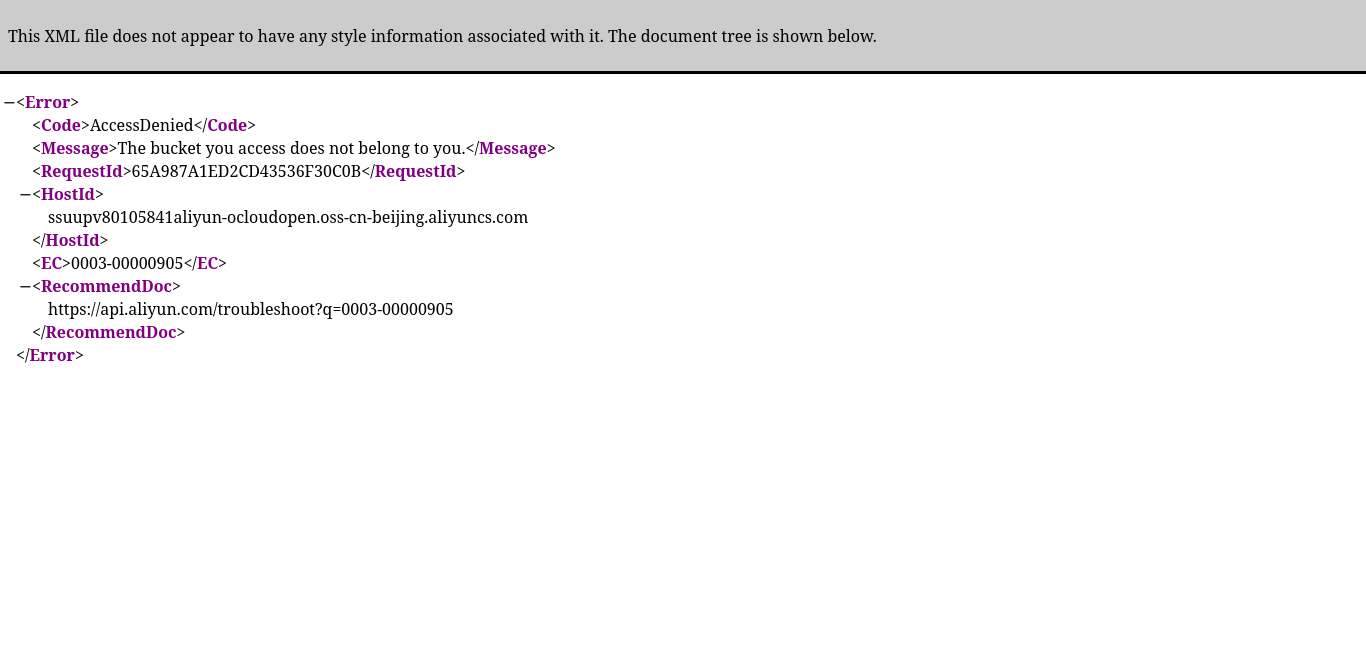 This XML file does not appear to have any style information associated with it. The document tree is shown below.
−<Error>
<Code>AccessDenied</Code>
<Message>The bucket you access does not belong to you.</Message>
<RequestId>65A987A1ED2CD43536F30C0B</RequestId>
−<HostId>
ssuupv80105841aliyun-ocloudopen.oss-cn-beijing.aliyuncs.com
</HostId>
<EC>0003-00000905</EC>
−<RecommendDoc>
https://api.aliyun.com/troubleshoot?q=0003-00000905
</RecommendDoc>
</Error>